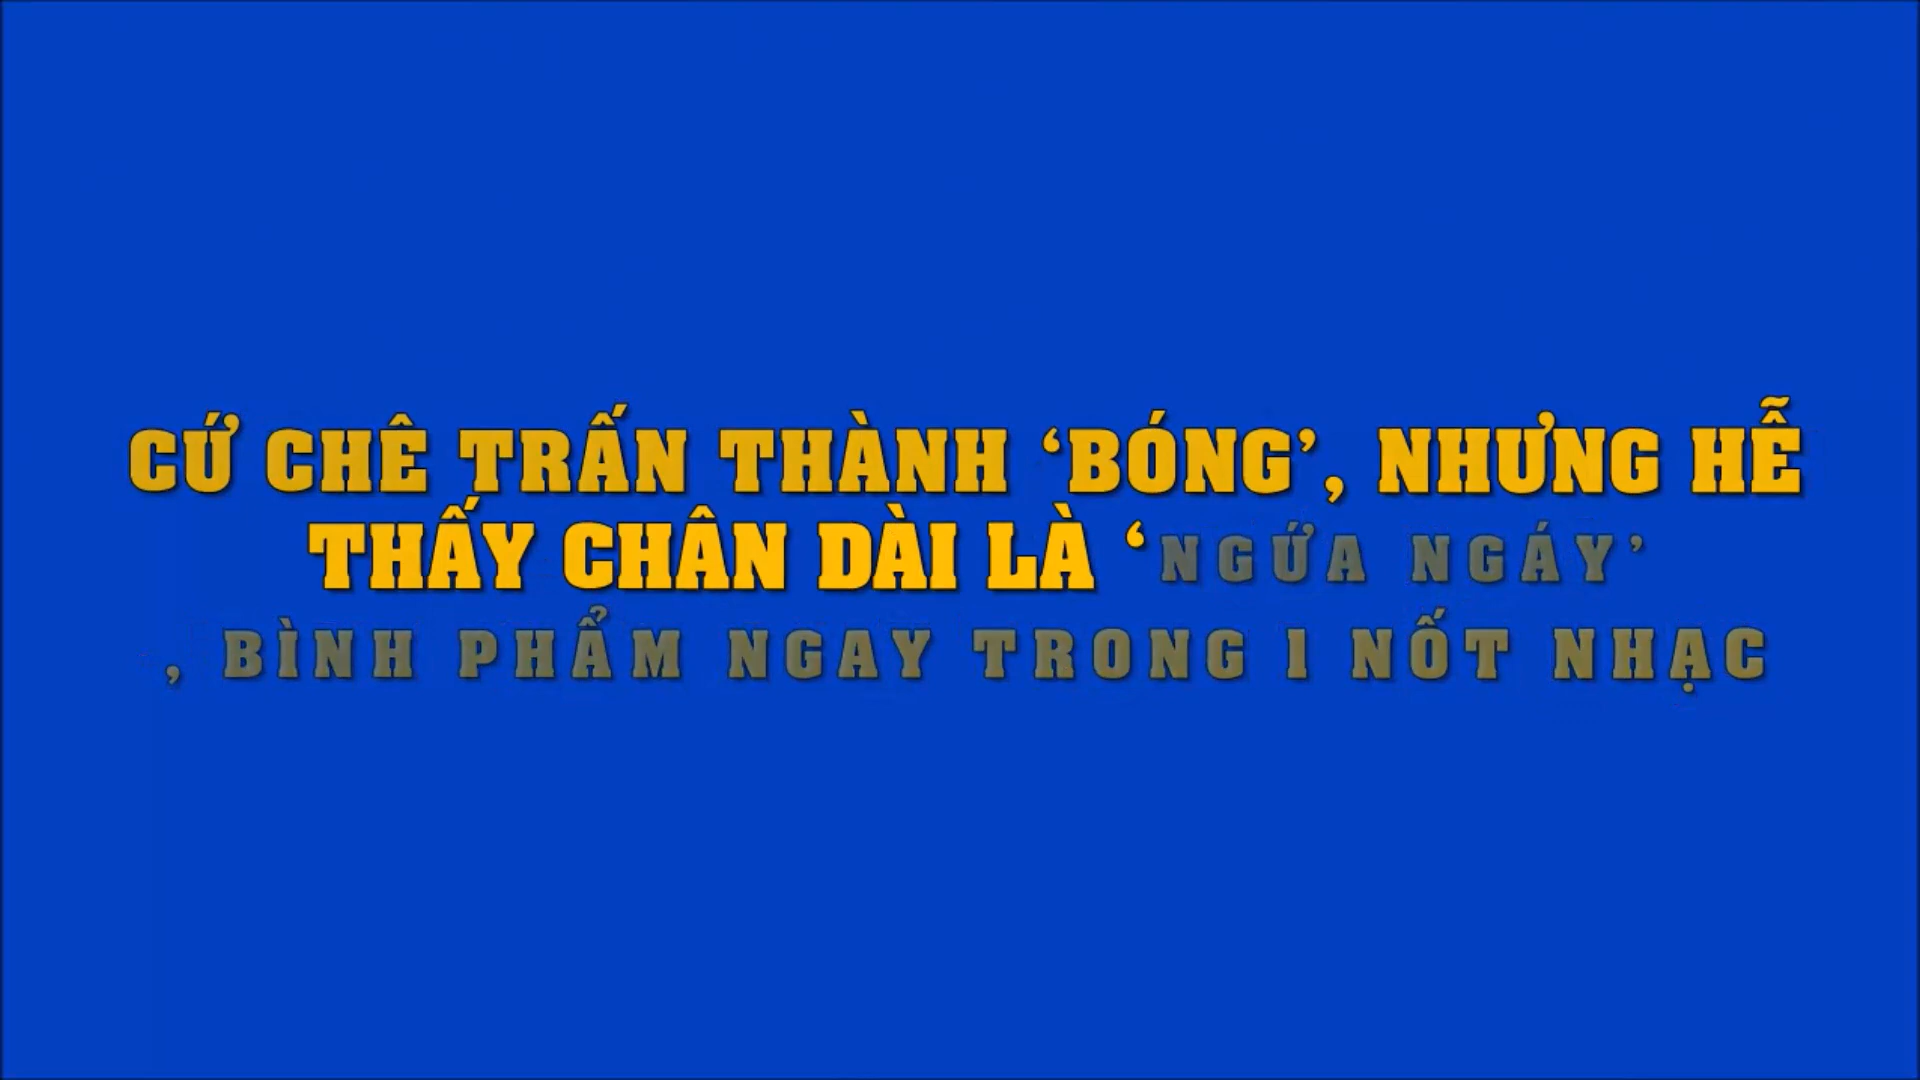 CỨ CHÊ TRẤN THÀNH ‘BÓNG’, NHƯNG HỄ
THẤY CHÂN DÀI LÀ ‘NGỨA NGÁY’
, BÌNH PHẨM NGAY TRONG 1 NỐT NHẠC